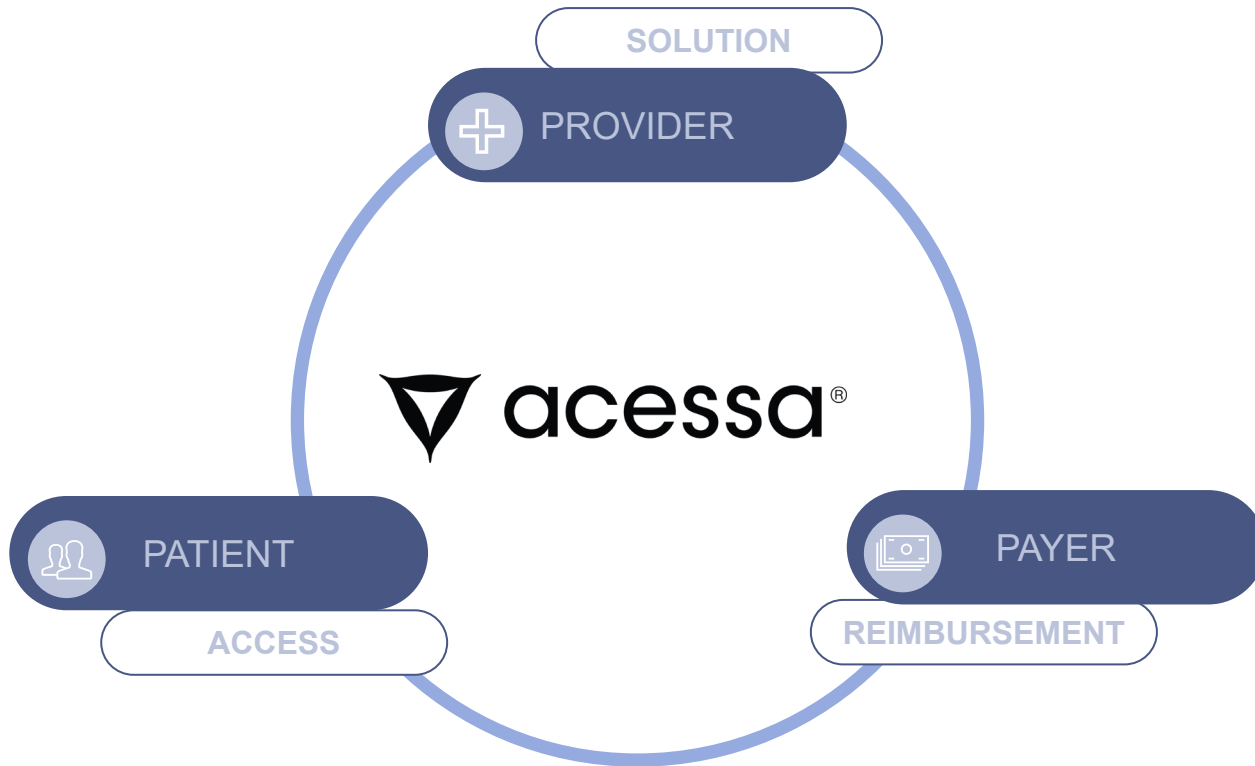 SOLUTION
PROVIDER
acessa®
PATIENT
PAYER
ACCESS
REIMBURSEMENT